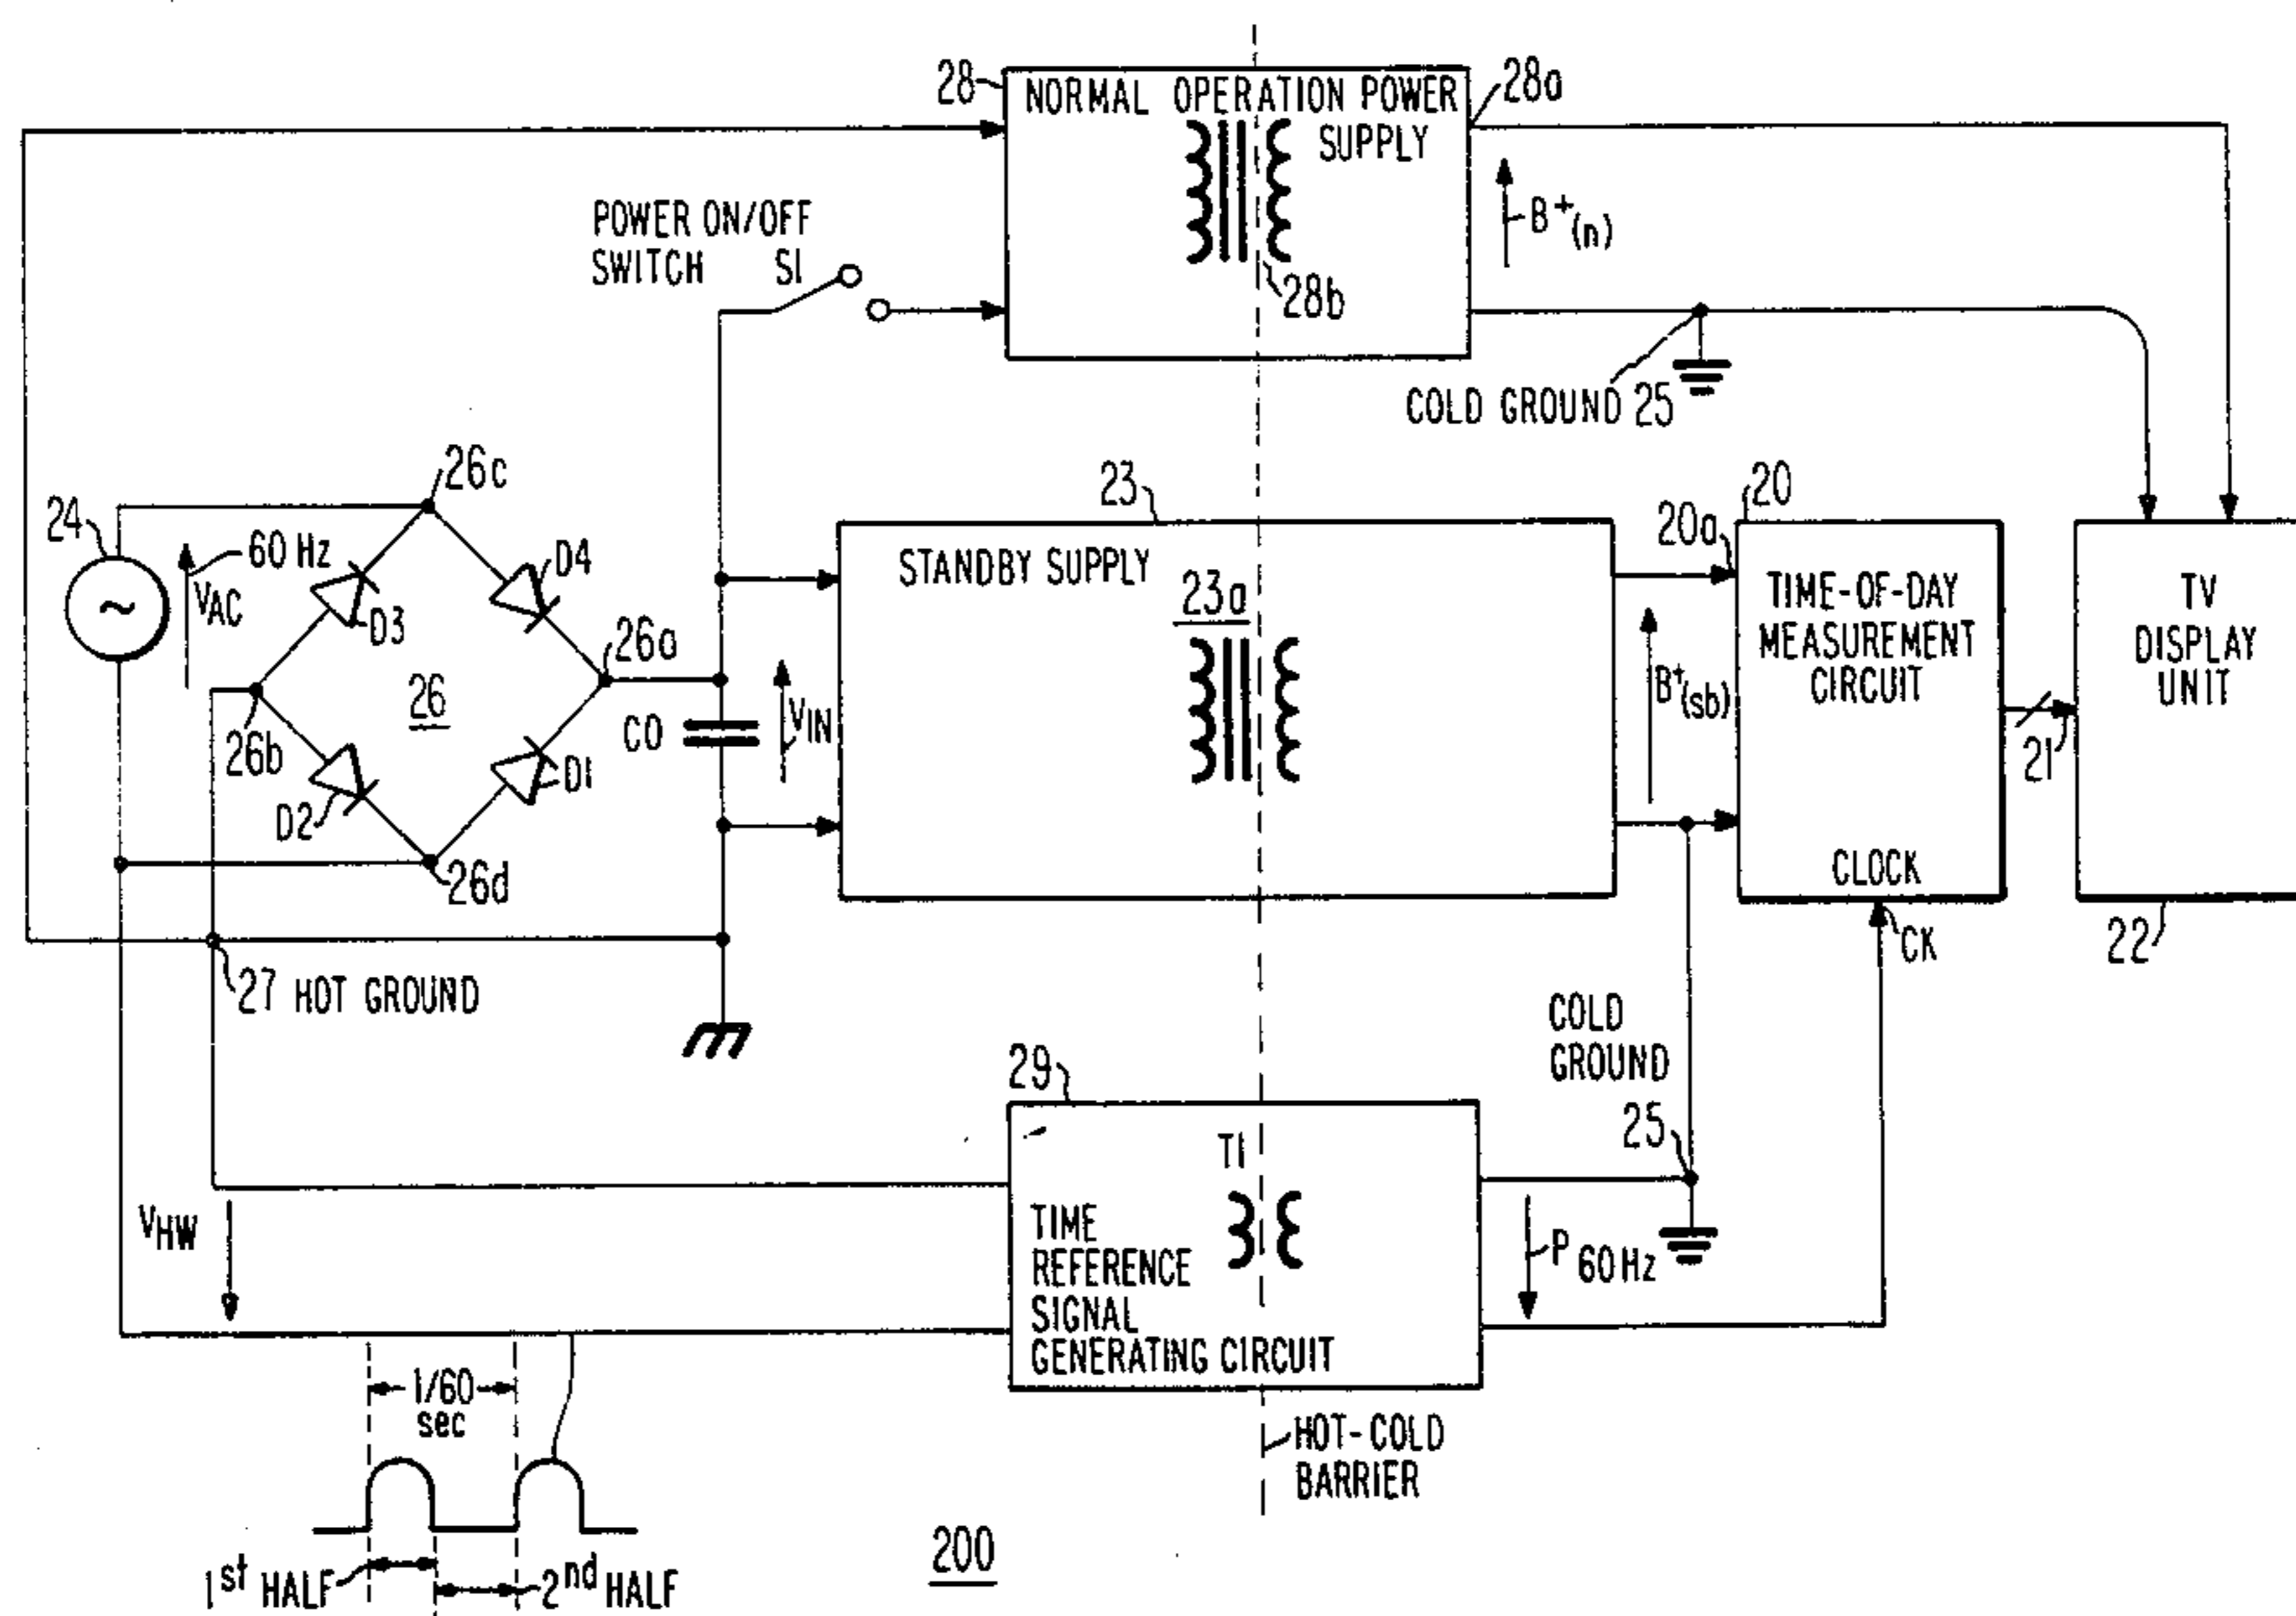 28
NORMAL OPERATION POWER
SUPPLY
28a
28b
B+(n)
POWER ON/OFF
SWITCH S1
COLD GROUND 25
24
60 Hz
VAC
26c
D4
D3
26a
26
26b
D2
D1
26d
CO
VIN
23
STANDBY SUPPLY
23a
20a
20
B+(sb)
TIME-OF-DAY
MEASUREMENT
CIRCUIT
CLOCK
CK
21
TV
DISPLAY
UNIT
22
27 HOT GROUND
COLD
GROUND
25
29
T1
TIME
REFERENCE
SIGNAL
GENERATING CIRCUIT
P 60 Hz
VHW
1/60
sec
1st HALF
2nd HALF
HOT-COLD
BARRIER
200